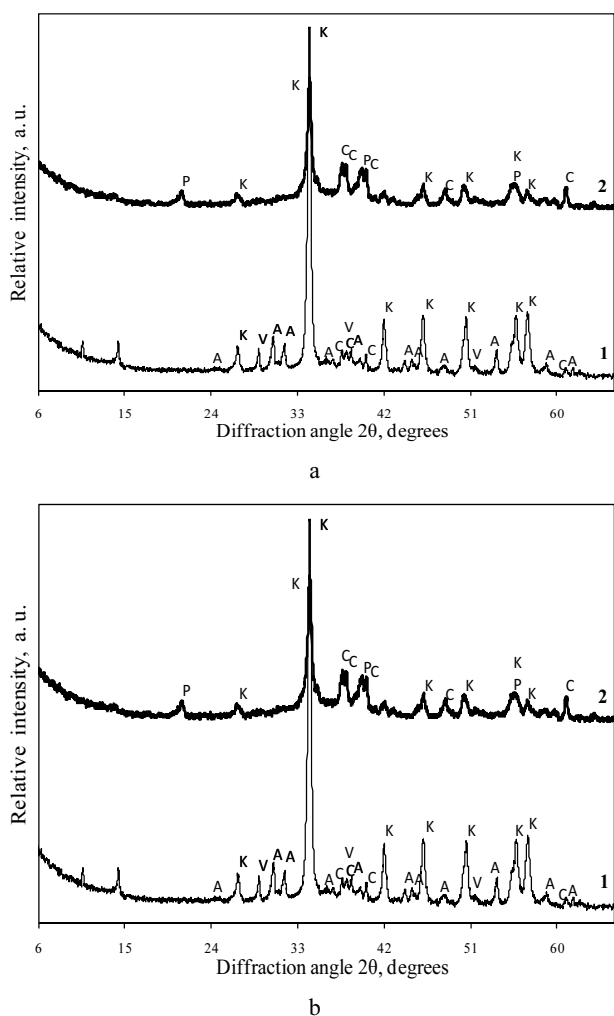 Relative intensity, a. u.
K
K
C
C
P
C
P
K
K
C
K
K
P
K
C
2
A
K
V
A
A
A
C
V
C
A
C
K
A
A
K
A
K
V
A
K
K
A
C
A
1
6 15 24 33 42 51 60
Diffraction angle 2θ, degrees
a
Relative intensity, a. u.
K
K
C
C
P
C
P
K
K
C
K
K
P
K
C
2
A
K
V
A
A
A
C
V
C
A
C
K
A
A
K
A
K
V
A
K
K
A
C
A
1
6 15 24 33 42 51 60
Diffraction angle 2θ, degrees
b